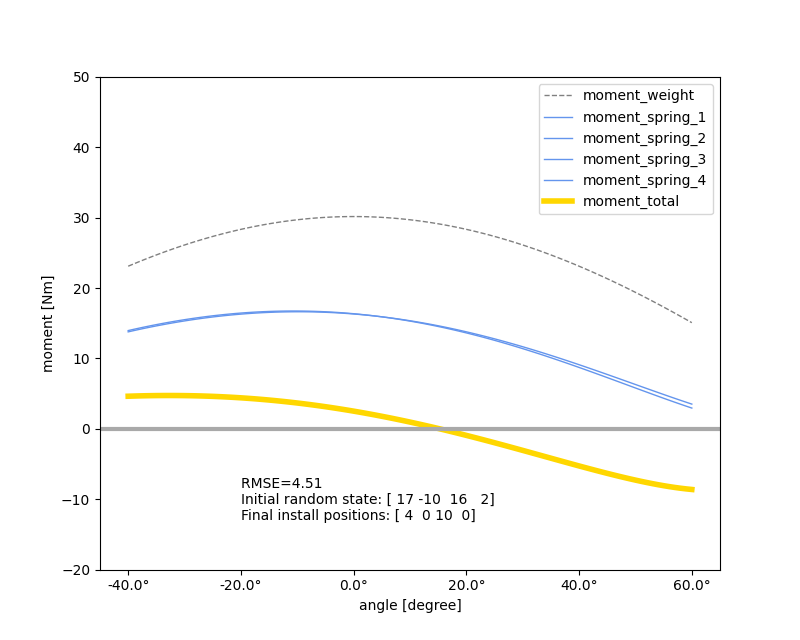 50
40
30
20
10
0
−10
−20
moment [Nm]
moment_weight
moment_spring_1
moment_spring_2
moment_spring_3
moment_spring_4
moment_total
RMSE=4.51
Initial random state: [ 17 -10  16   2]
Final install positions: [ 4  0 10  0]
-40.0° -20.0° 0.0° 20.0° 40.0° 60.0°
angle [degree]